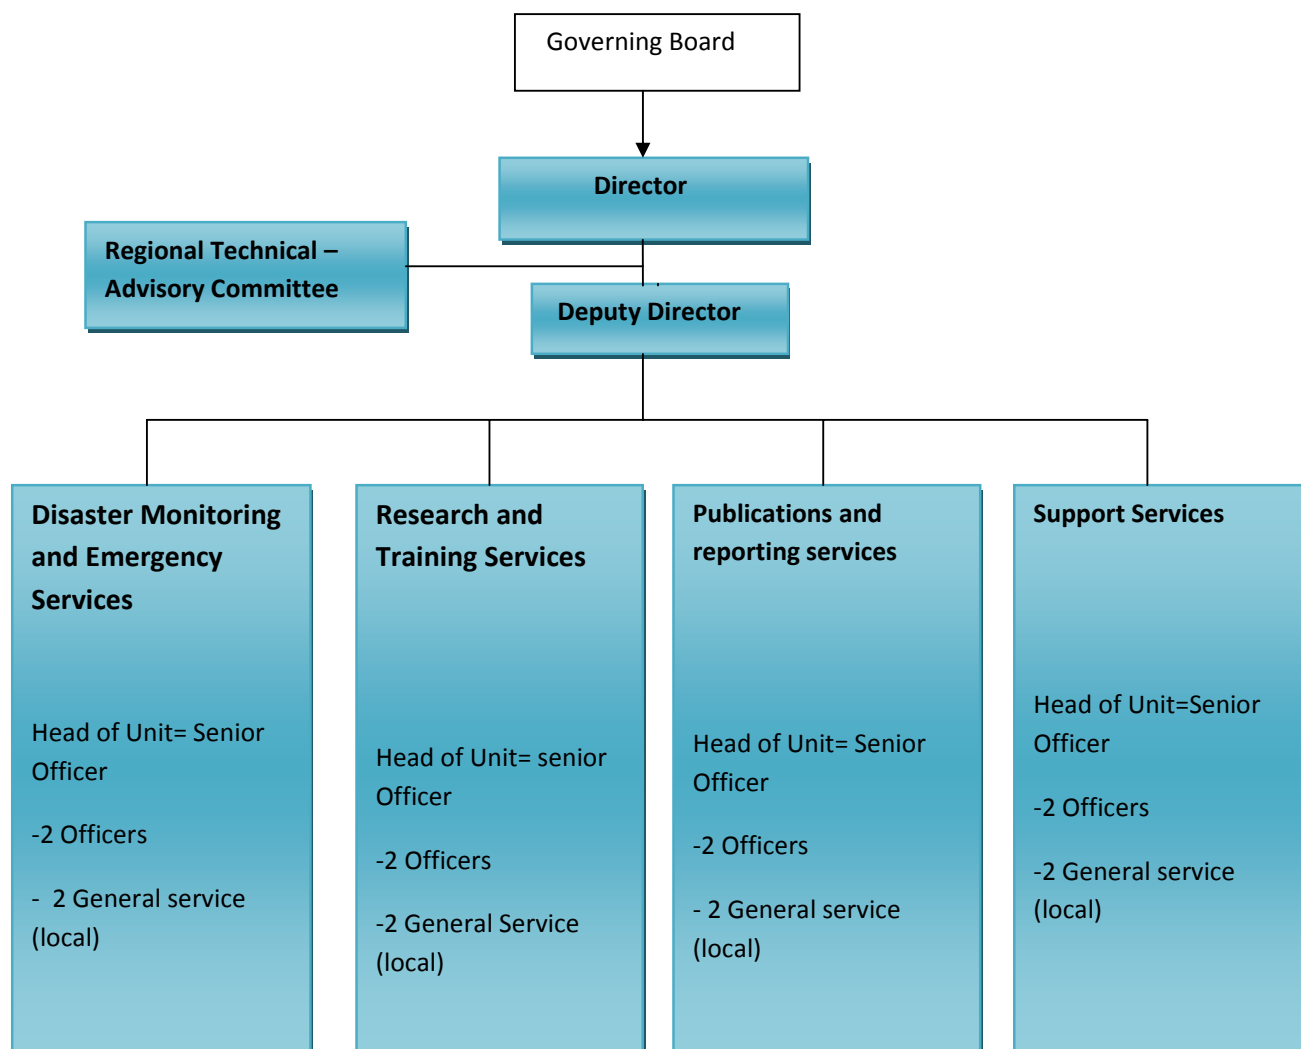 Governing Board
Director
Regional Technical –
Advisory Committee
Deputy Director
Disaster Monitoring
and Emergency
Services
Head of Unit= Senior
Officer
-2 Officers
- 2 General service
(local)
Research and
Training Services
Head of Unit= senior
Officer
-2 Officers
-2 General Service
(local)
Publications and
reporting services
Head of Unit= Senior
Officer
-2 Officers
- 2 General service
(local)
Support Services
Head of Unit=Senior
Officer
-2 Officers
-2 General service
(local)